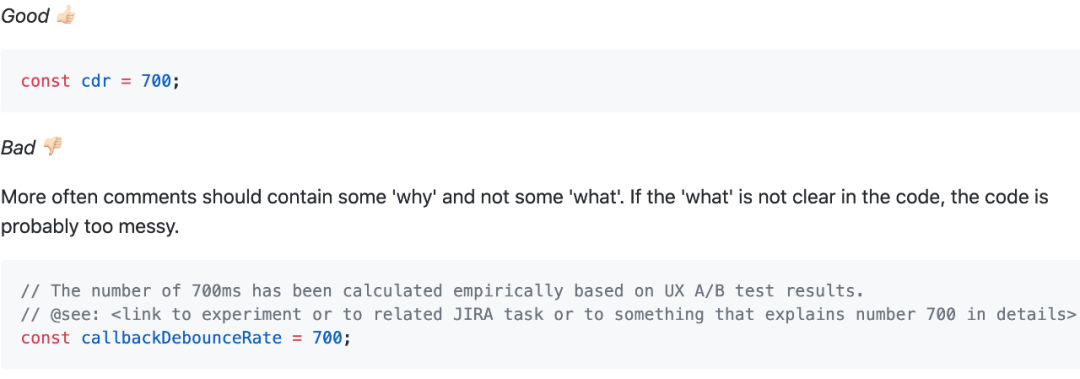 Good 👍🏻
const cdr = 700;
Bad 👎🏻
More often comments should contain some 'why' and not some 'what'. If the 'what' is not clear in the code, the code is
probably too messy.
// The number of 700ms has been calculated empirically based on UX A/B test results.
// @see: <link to experiment or to related JIRA task or to something that explains number 700 in details>
const callbackDebounceRate = 700;